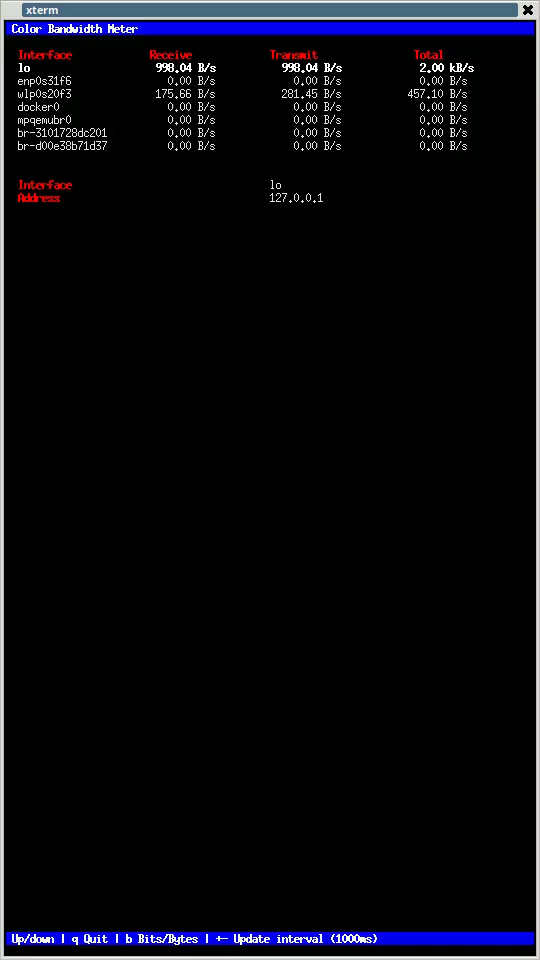 xterm
Color Bandwidth Meter
Interface Receive Transmit Total
lo 998.04 B/s 998.04 B/s 2.00 kB/s
enp0s31f6 0.00 B/s 0.00 B/s 0.00 B/s
wlp0s20f3 175.66 B/s 281.45 B/s 457.10 B/s
docker0 0.00 B/s 0.00 B/s 0.00 B/s
mpqemubr0 0.00 B/s 0.00 B/s 0.00 B/s
br-3101728dc201 0.00 B/s 0.00 B/s 0.00 B/s
br-d00e38b71d37 0.00 B/s 0.00 B/s 0.00 B/s
Interface lo
Address 127.0.0.1
Up/down | q Quit | b Bits/Bytes | +- Update interval (1000ms)